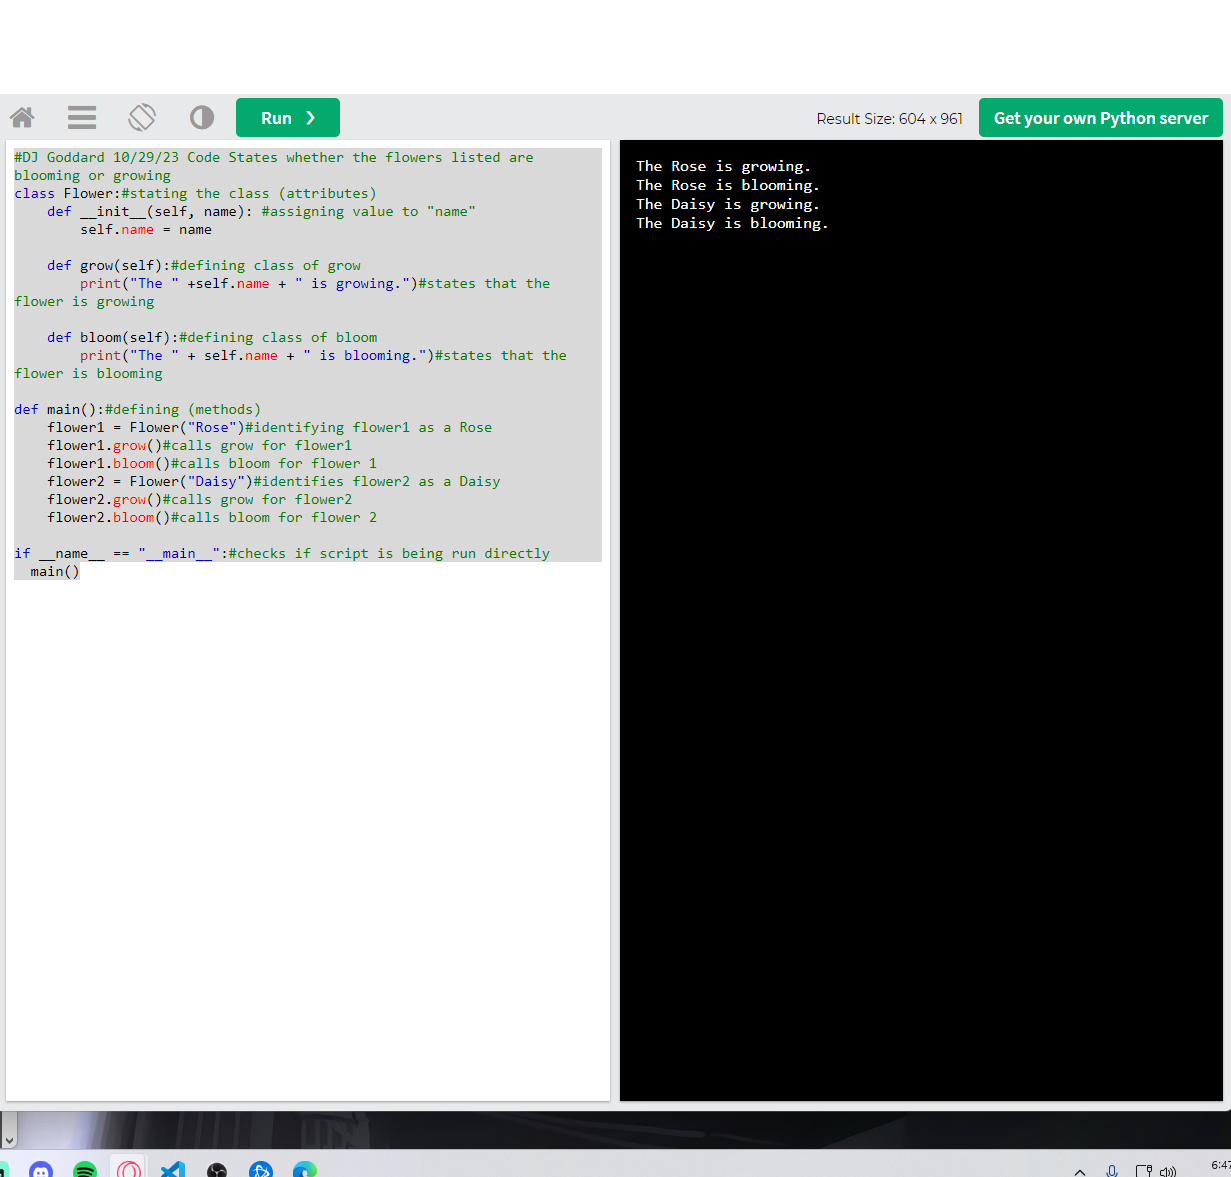 Run ❯
Result Size: 604 x 961
Get your own Python server
#DJ Goddard 10/29/23 Code States whether the flowers listed are
blooming or growing
class Flower:#stating the class (attributes)
    def __init__(self, name): #assigning value to "name"
        self.name = name
    def grow(self):#defining class of grow
        print("The " +self.name + " is growing.")#states that the
flower is growing
    def bloom(self):#defining class of bloom
        print("The " + self.name + " is blooming.")#states that the
flower is blooming
def main():#defining (methods)
    flower1 = Flower("Rose")#identifying flower1 as a Rose
    flower1.grow()#calls grow for flower1
    flower1.bloom()#calls bloom for flower 1
    flower2 = Flower("Daisy")#identifies flower2 as a Daisy
    flower2.grow()#calls grow for flower2
    flower2.bloom()#calls bloom for flower 2
if __name__ == "__main__":#checks if script is being run directly
  main()
The Rose is growing.
The Rose is blooming.
The Daisy is growing.
The Daisy is blooming.